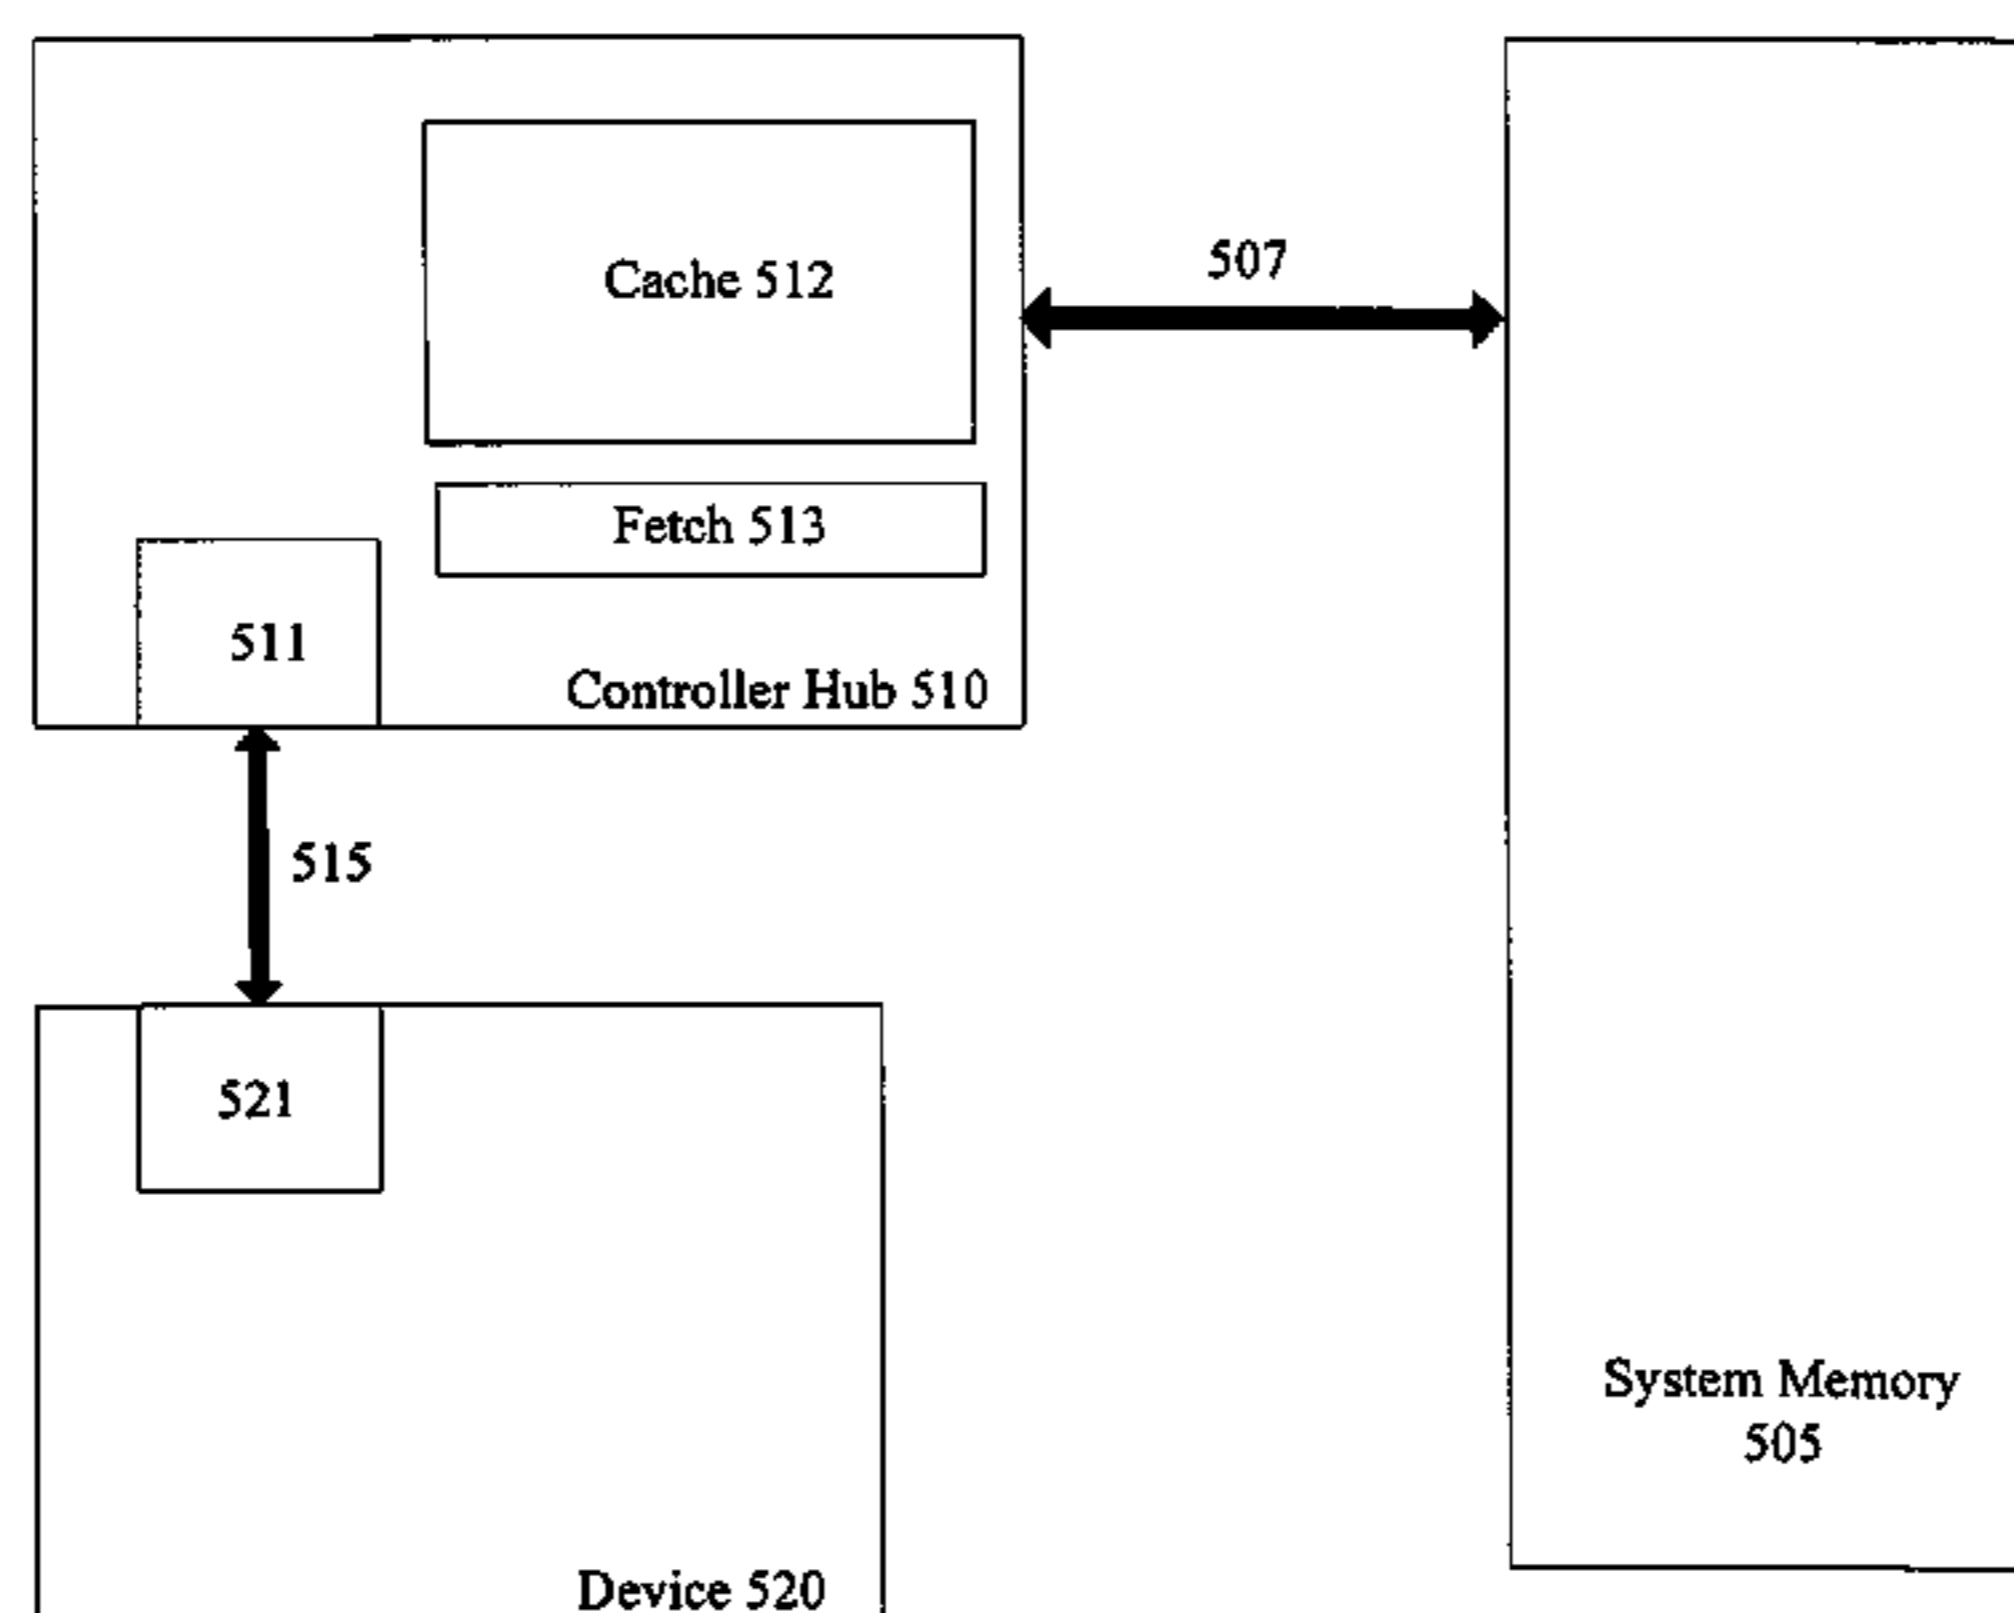 Cache 512
507
Fetch 513
511
Controller Hub 510
515
521
System Memory
505
Device 520